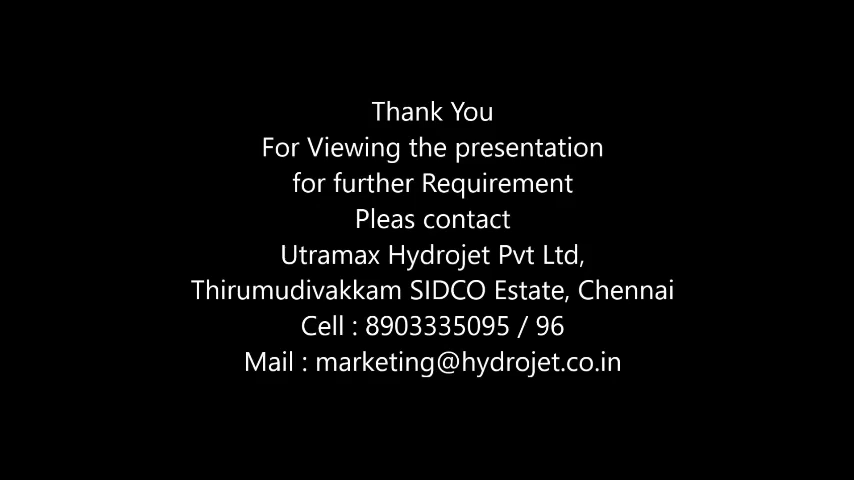 Thank You
For Viewing the presentation
for further Requirement
Pleas contact
Utramax Hydrojet Pvt Ltd,
Thirumudivakkam SIDCO Estate, Chennai
Cell : 8903335095 / 96
Mail : marketing@hydrojet.co.in